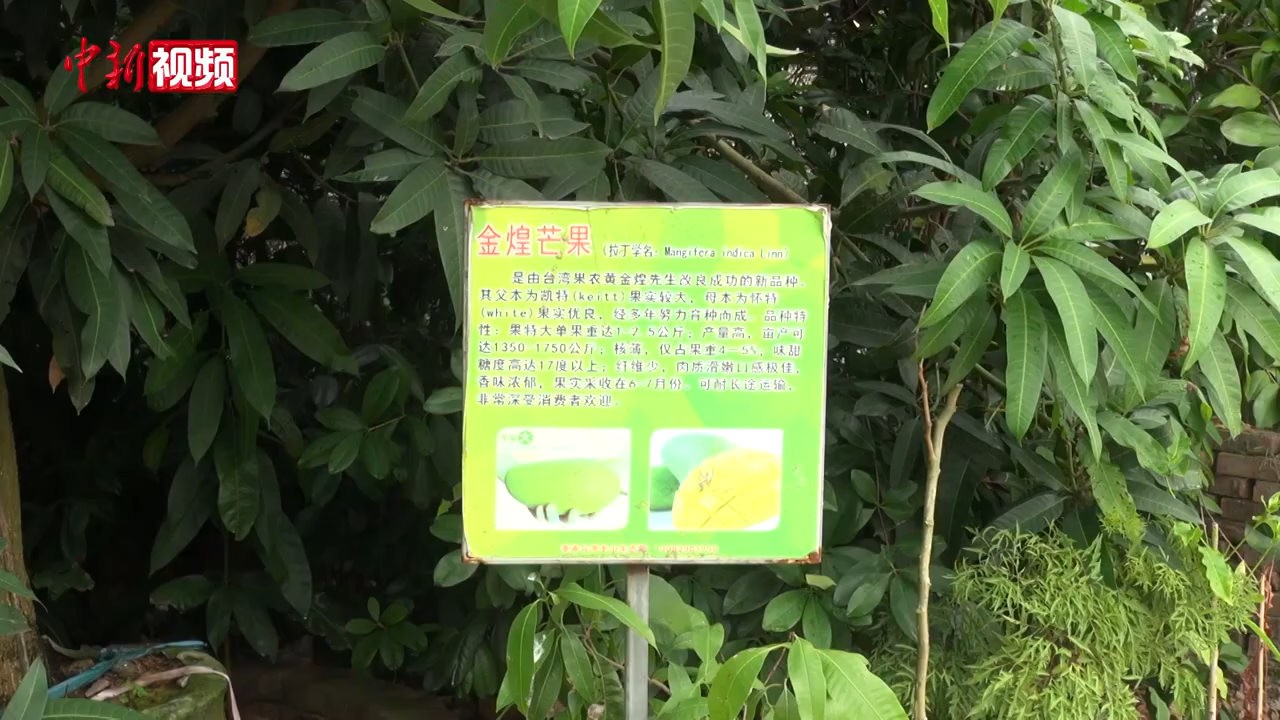 中新视频
金煌芒果 (拉丁学名: Mangifera indica Linn)
是由台湾果农黄金煌先生改良成功的新品种。
其父本为凯特(keitt)果实较大, 母本为怀特
(white)果实优良, 经多年努力育种而成。品种特
性: 果特大单果重达1-2.5公斤; 产量高, 亩产可
达1350-1750公斤; 核薄, 仅占果重4-5%, 味甜
糖度高达17度以上; 纤维少, 肉质滑嫩口感极佳,
香味浓郁, 果实采收在6-7月份。可耐长途运输,
非常深受消费者欢迎。
大